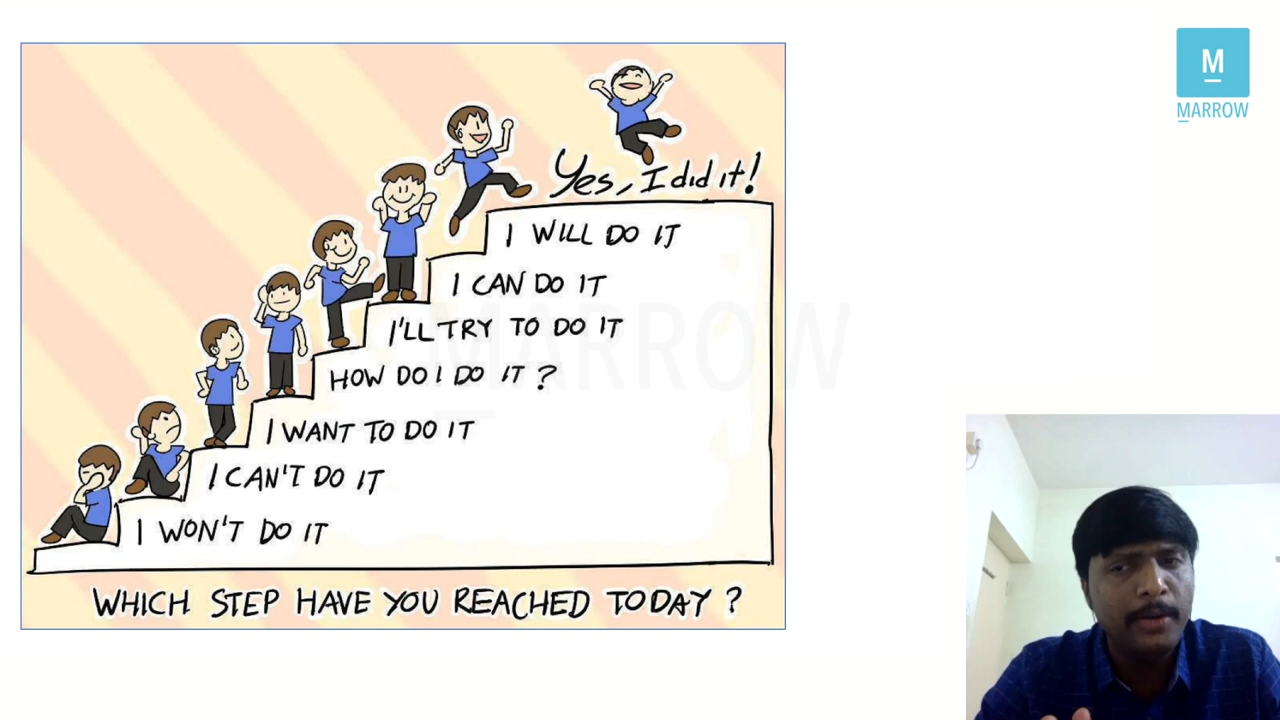 M
MARROW
Yes, I did it!
I WILL DO IT
I CAN DO IT
I'LL TRY TO DO IT
HOW DO I DO IT ?
I WANT TO DO IT
I CAN'T DO IT
I WON'T DO IT
WHICH STEP HAVE YOU REACHED TODAY ?
MARROW